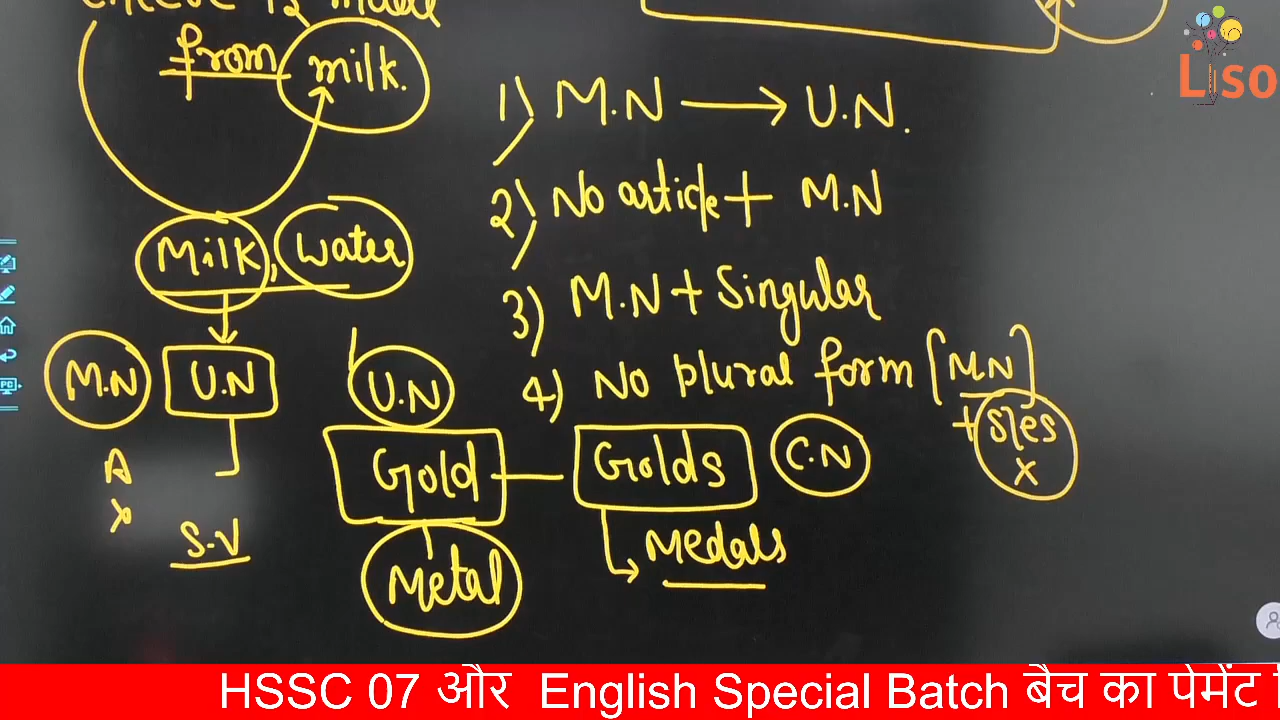 from milk.
1) M.N → U.N.
2) No article + M.N
Milk, Water
3) M.N + Singular
4) No plural form [M.N]
+ s/es
x
M.N U.N U.N
Gold — Golds C.N
A
x
S.V
Metal
Medals
Liso
PC
HSSC 07 और English Special Batch बैच का पेमेंट